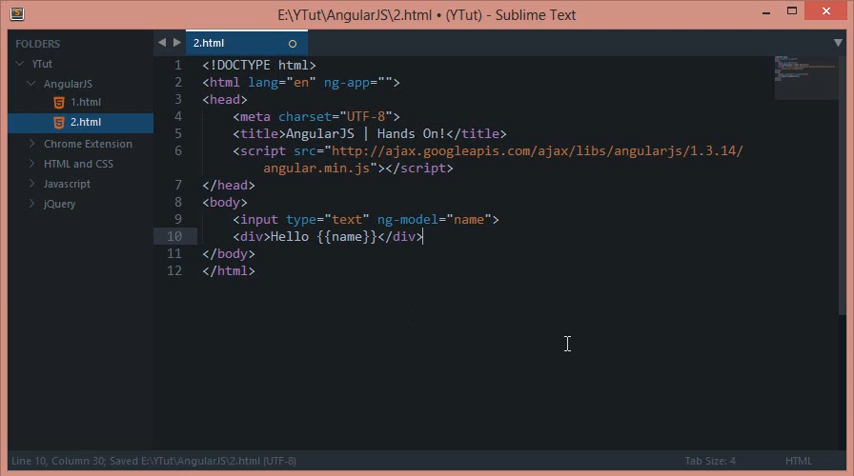 E:\YTut\AngularJS\2.html • (YTut) - Sublime Text
FOLDERS
YTut
AngularJS
1.html
2.html
Chrome Extension
HTML and CSS
Javascript
jQuery
2.html
1 <!DOCTYPE html>
2 <html lang="en" ng-app="">
3 <head>
4 <meta charset="UTF-8">
5 <title>AngularJS | Hands On!</title>
6 <script src="http://ajax.googleapis.com/ajax/libs/angularjs/1.3.14/
angular.min.js"></script>
7 </head>
8 <body>
9 <input type="text" ng-model="name">
10 <div>Hello {{name}}</div>
11 </body>
12 </html>
Line 10, Column 30; Saved E:\YTut\AngularJS\2.html (UTF-8)
Tab Size: 4
HTML